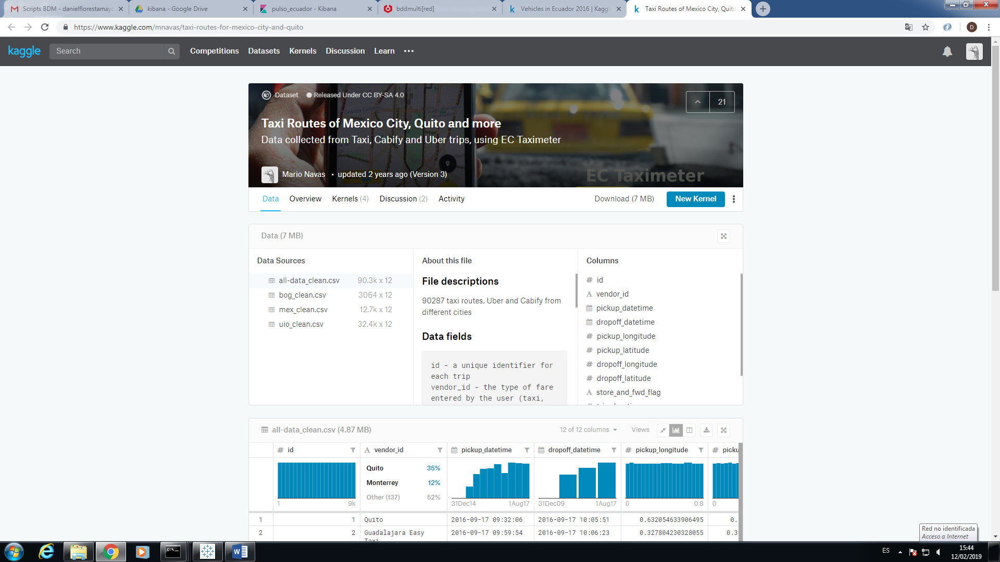 Scripts BDM - danielflorestamayo
kibana - Google Drive
pulso_ecuador - Kibana
bddmulti[red]
Vehicles in Ecuador 2016 | Kaggle
Taxi Routes of Mexico City, Quito
https://www.kaggle.com/mnavas/taxi-routes-for-mexico-city-and-quito
D
kaggle
Search
Competitions
Datasets
Kernels
Discussion
Learn
Dataset
Released Under CC BY-SA 4.0
21
Taxi Routes of Mexico City, Quito and more
Data collected from Taxi, Cabify and Uber trips, using EC Taximeter
EC Taximeter
Mario Navas • updated 2 years ago (Version 3)
Data
Overview
Kernels (4)
Discussion (2)
Activity
Download (7 MB)
New Kernel
Data (7 MB)
Data Sources
all-data_clean.csv 90.3k x 12
bog_clean.csv 3064 x 12
mex_clean.csv 12.7k x 12
uio_clean.csv 32.4k x 12
About this file
File descriptions
90287 taxi routes, Uber and Cabify from
different cities
Data fields
id - a unique identifier for
each trip
vendor_id - the type of fare
entered by the user (taxi,
Columns
# id
A vendor_id
pickup_datetime
dropoff_datetime
# pickup_longitude
# pickup_latitude
# dropoff_longitude
# dropoff_latitude
A store_and_fwd_flag
all-data_clean.csv (4.87 MB)
12 of 12 columns
Views
# id
A vendor_id
pickup_datetime
dropoff_datetime
# pickup_longitude
# picku
Quito 35%
Monterrey 12%
Other (137) 52%
1 9k
31Dec14 1Aug17
31Dec09 1Aug17
0 0.8
0
1 1 Quito 2016-09-17 09:32:06 2016-09-17 10:05:51 0.632054633906495 0.
2 2 Guadalajara Easy 2016-09-17 09:59:54 2016-09-17 10:06:23 0.327804230328055 0.3
Taxi
Red no identificada
Acceso a Internet
C:\._
W
ES
15:44
12/02/2019